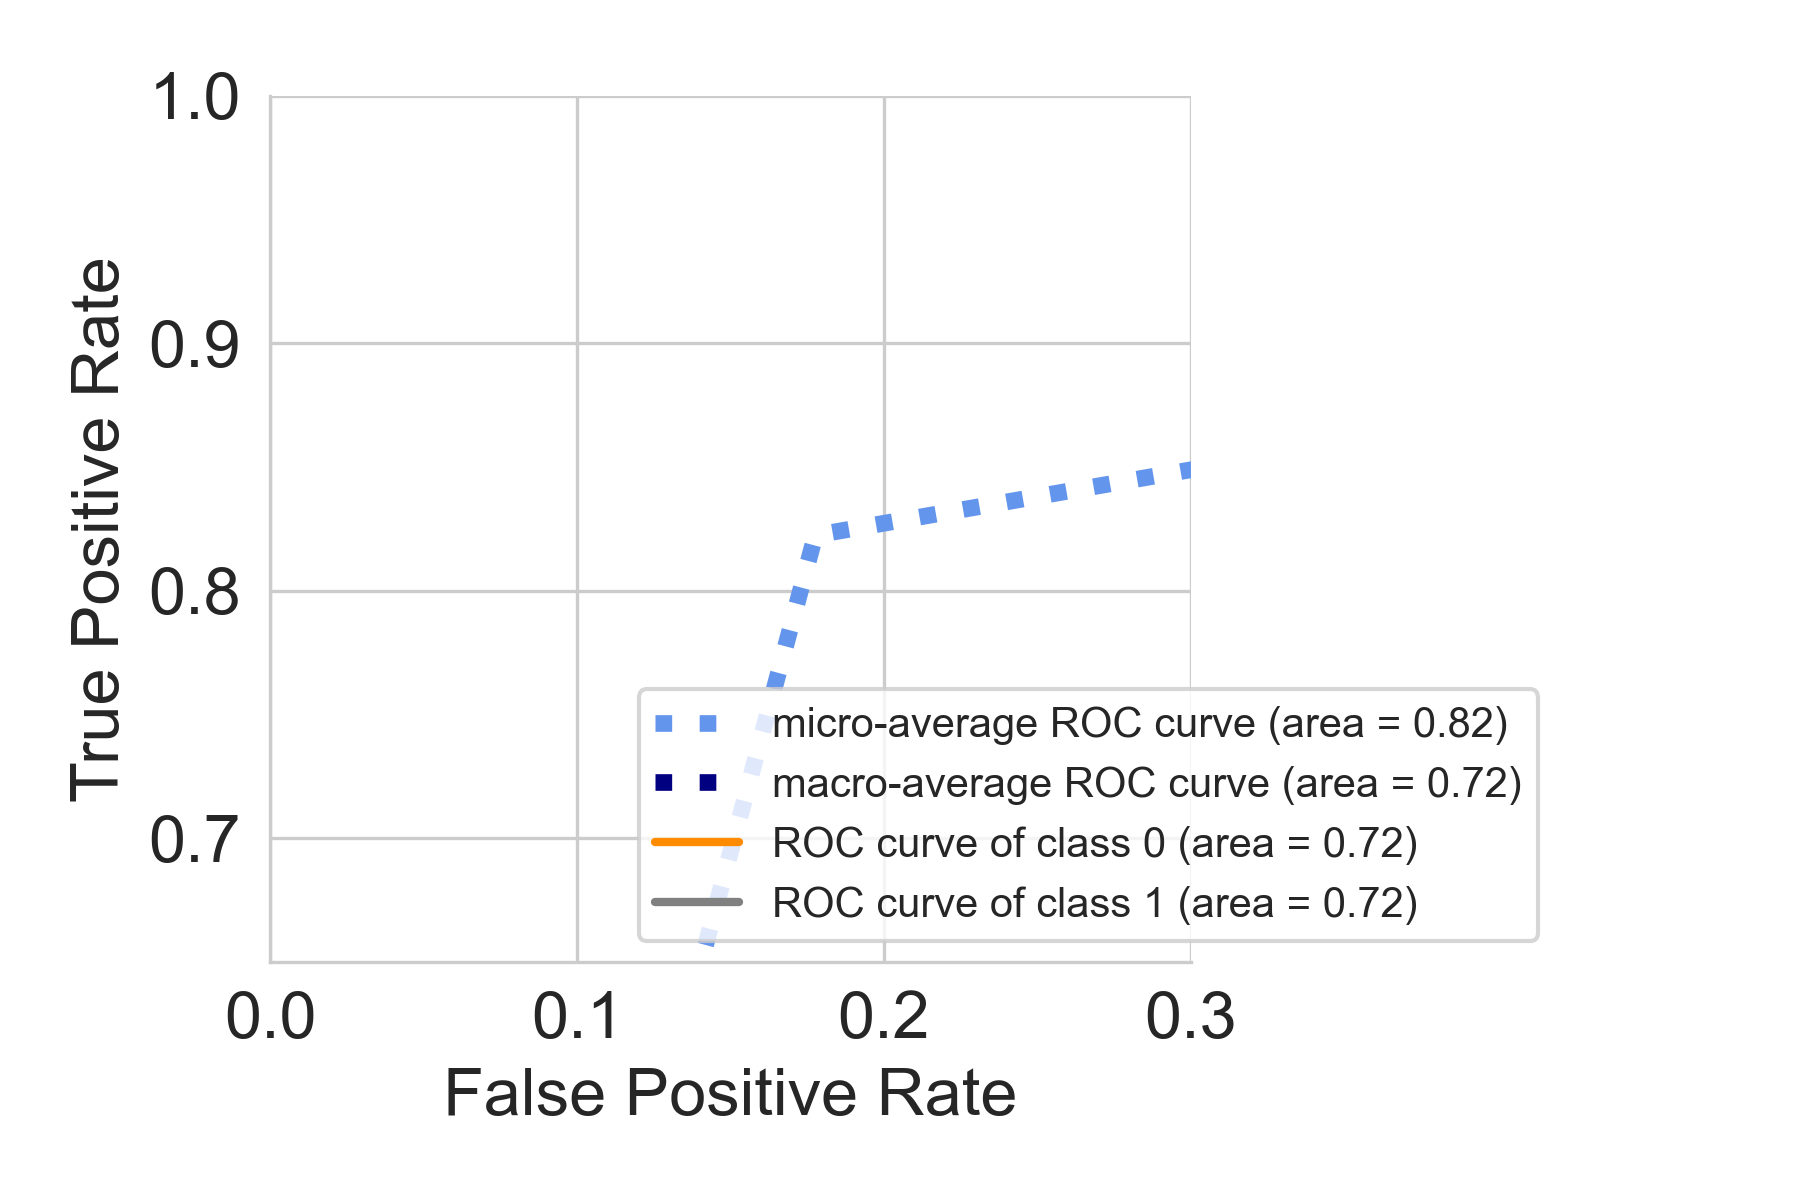 1.0
0.9
0.8
0.7
True Positive Rate
micro-average ROC curve (area = 0.82)
macro-average ROC curve (area = 0.72)
ROC curve of class 0 (area = 0.72)
ROC curve of class 1 (area = 0.72)
0.0 0.1 0.2 0.3
False Positive Rate